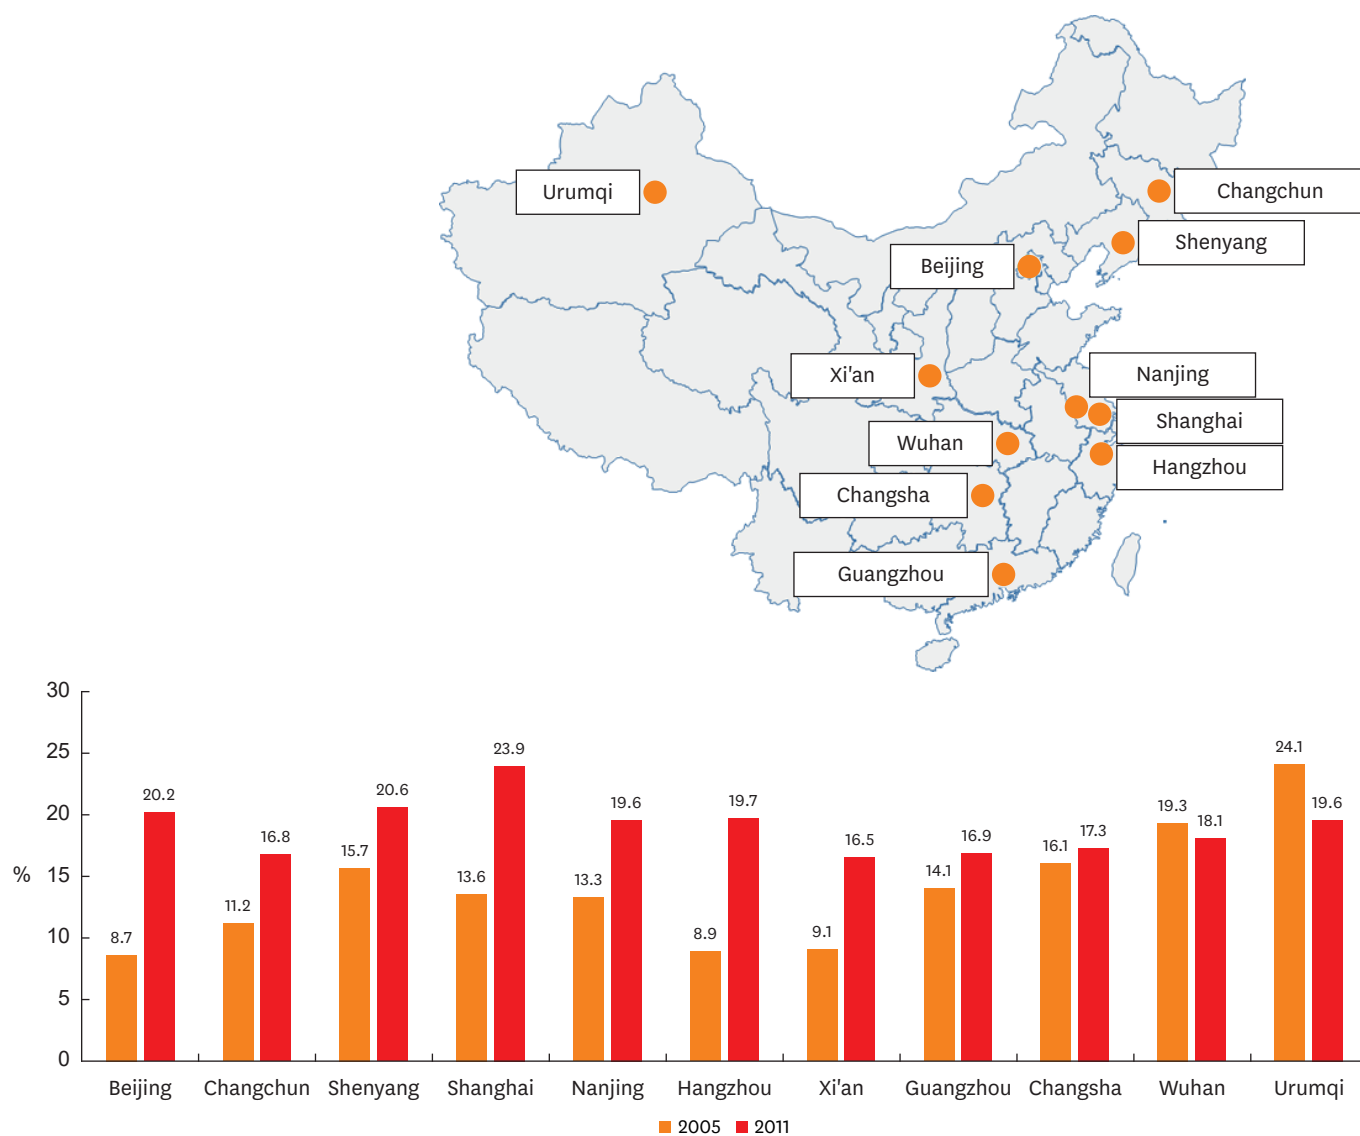 Urumqi
Changchun
Shenyang
Beijing
Xi'an
Nanjing
Shanghai
Wuhan
Hangzhou
Changsha
Guangzhou
30
25
20
15
10
5
0
%
8.7 20.2 11.2 16.8 15.7 20.6 13.6 23.9 13.3 19.6 8.9 19.7 9.1 16.5 14.1 16.9 16.1 17.3 19.3 18.1 24.1 19.6
Beijing Changchun Shenyang Shanghai Nanjing Hangzhou Xi'an Guangzhou Changsha Wuhan Urumqi
2005 2011